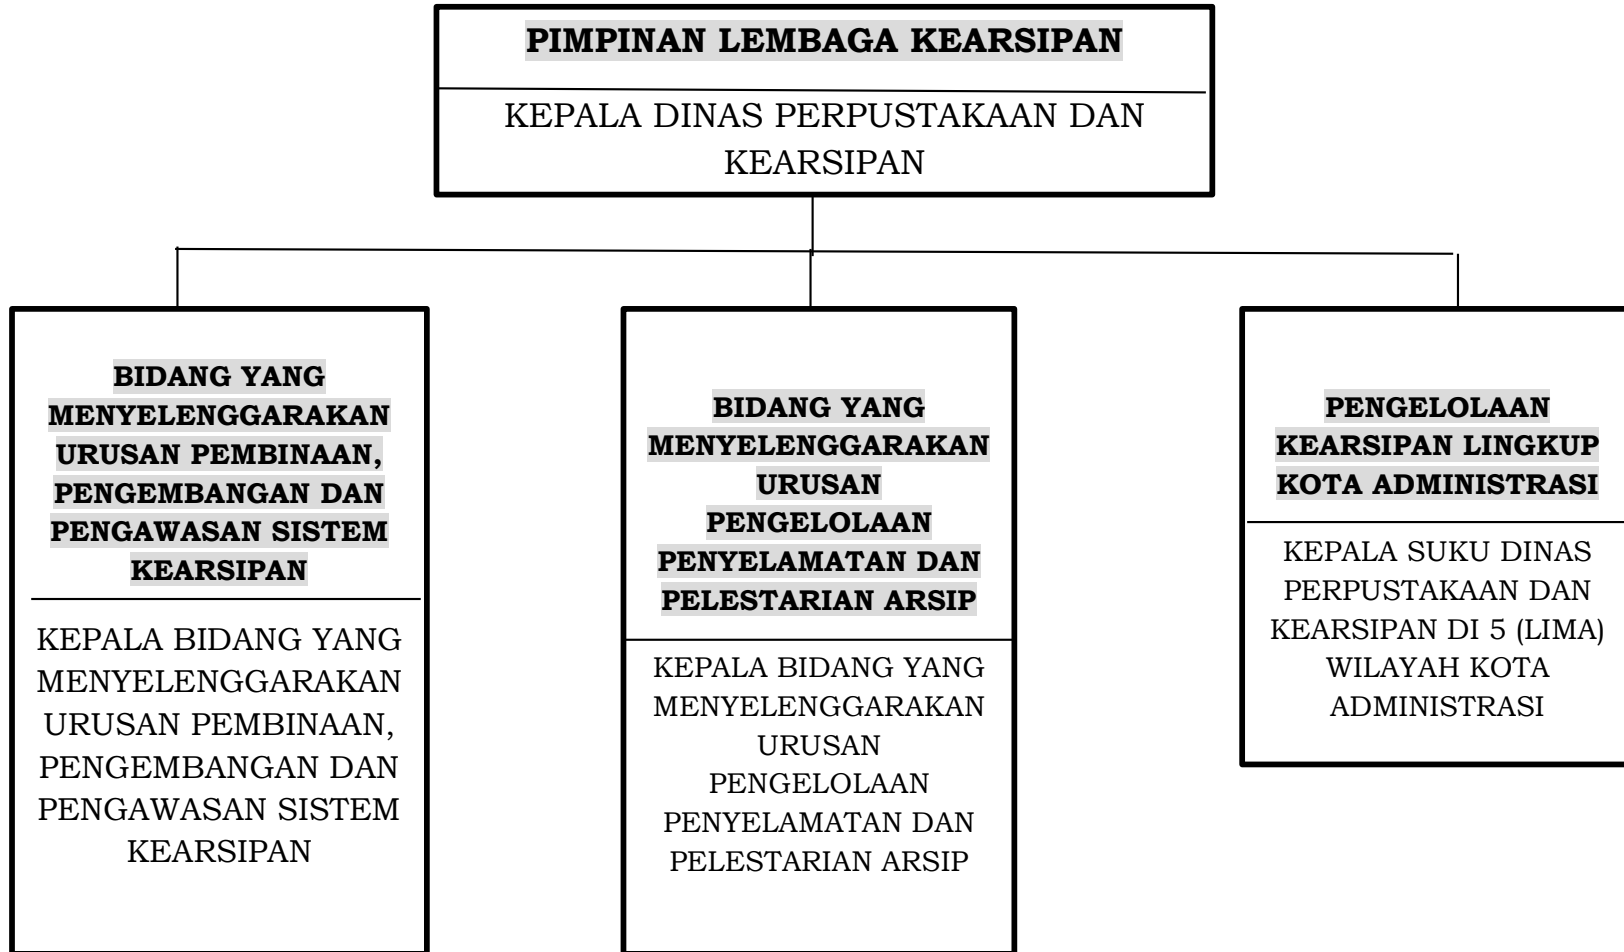 PIMPINAN LEMBAGA KEARSIPAN
KEPALA DINAS PERPUSTAKAAN DAN
KEARSIPAN
BIDANG YANG
MENYELENGGARAKAN
URUSAN PEMBINAAN,
PENGEMBANGAN DAN
PENGAWASAN SISTEM
KEARSIPAN
KEPALA BIDANG YANG
MENYELENGGARAKAN
URUSAN PEMBINAAN,
PENGEMBANGAN DAN
PENGAWASAN SISTEM
KEARSIPAN
BIDANG YANG
MENYELENGGARAKAN
URUSAN
PENGELOLAAN
PENYELAMATAN DAN
PELESTARIAN ARSIP
KEPALA BIDANG YANG
MENYELENGGARAKAN
URUSAN
PENGELOLAAN
PENYELAMATAN DAN
PELESTARIAN ARSIP
PENGELOLAAN
KEARSIPAN LINGKUP
KOTA ADMINISTRASI
KEPALA SUKU DINAS
PERPUSTAKAAN DAN
KEARSIPAN DI 5 (LIMA)
WILAYAH KOTA
ADMINISTRASI